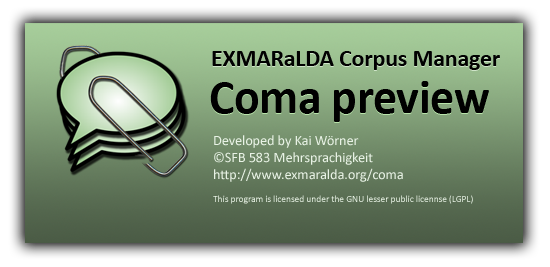 EXMARaLDA Corpus Manager
Coma preview
Developed by Kai Wörner
©SFB 583 Mehrsprachigkeit
http://www.exmaralda.org/coma
This program is licensed under the GNU lesser public licennse (LGPL)